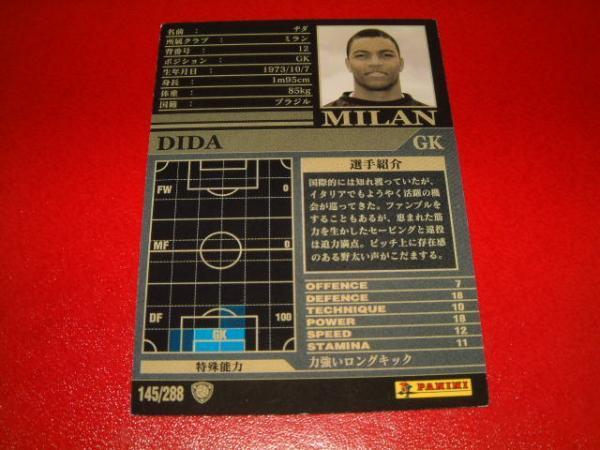 名前 : ヂダ
所属クラブ : ミラン
背番号 : 12
ポジション : GK
生年月日 : 1973/10/7
身長 : 1m95cm
体重 : 85kg
国籍 : ブラジル
MILAN
DIDA GK
FW 0
MF 0
DF 100
GK
選手紹介
国際的には知れ渡っていたが、
イタリアでもようやく活躍の機
会が巡ってきた。ファンブルを
することもあるが、恵まれた筋
力を生かしたセービングと遠投
は迫力満点。ピッチ上に存在感
のある野太い声がこだまする。
OFFENCE 7
DEFENCE 18
TECHNIQUE 10
POWER 18
SPEED 12
STAMINA 11
特殊能力 力強いロングキック
145/288
PANINI